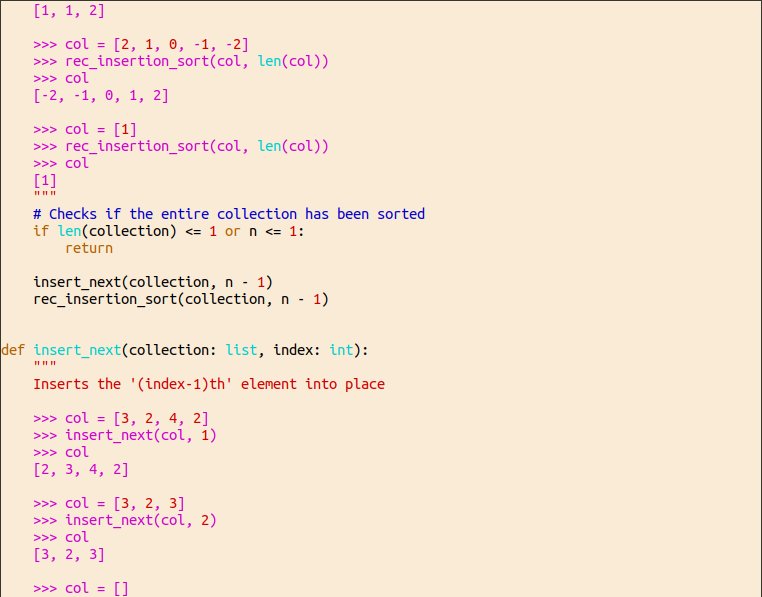 [1, 1, 2]
>>> col = [2, 1, 0, -1, -2]
>>> rec_insertion_sort(col, len(col))
>>> col
[-2, -1, 0, 1, 2]
>>> col = [1]
>>> rec_insertion_sort(col, len(col))
>>> col
[1]
"""
# Checks if the entire collection has been sorted
if len(collection) <= 1 or n <= 1:
return
insert_next(collection, n - 1)
rec_insertion_sort(collection, n - 1)
def insert_next(collection: list, index: int):
"""
Inserts the '(index-1)th' element into place
>>> col = [3, 2, 4, 2]
>>> insert_next(col, 1)
>>> col
[2, 3, 4, 2]
>>> col = [3, 2, 3]
>>> insert_next(col, 2)
>>> col
[3, 2, 3]
>>> col = []